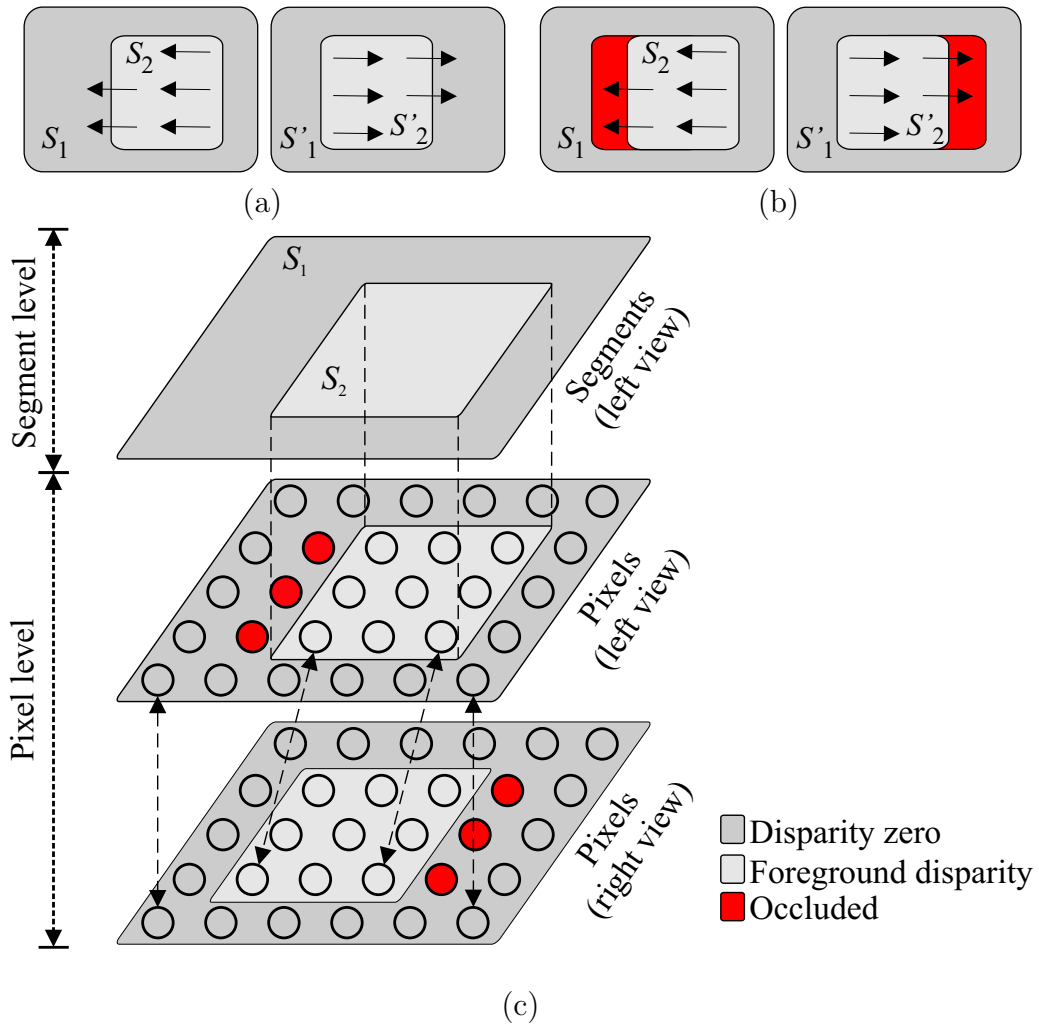 S2
S1
S'1
S'2
(a)
S2
S1
S'1
S'2
(b)
Segment level
S1
S2
Segments
(left view)
Pixel level
Pixels
(left view)
Pixels
(right view)
Disparity zero
Foreground disparity
Occluded
(c)